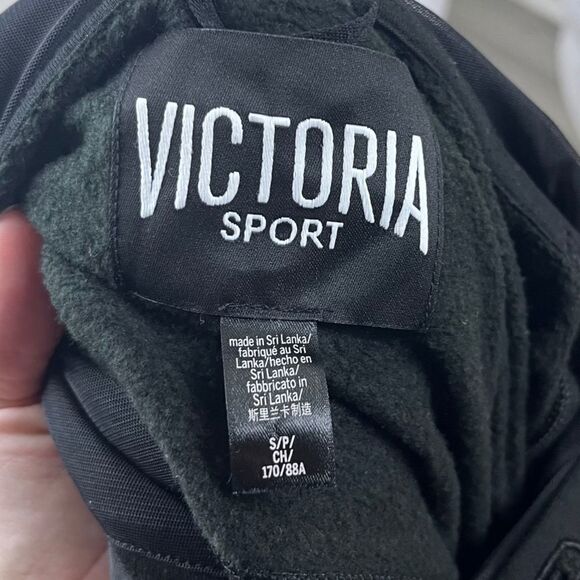 VICTORIA
SPORT
made in Sri Lanka/
fabriqué au Sri
Lanka/hecho en
Sri Lanka/
fabbricato in
Sri Lanka/
斯里兰卡制造
S/P/
CH/
170/88A